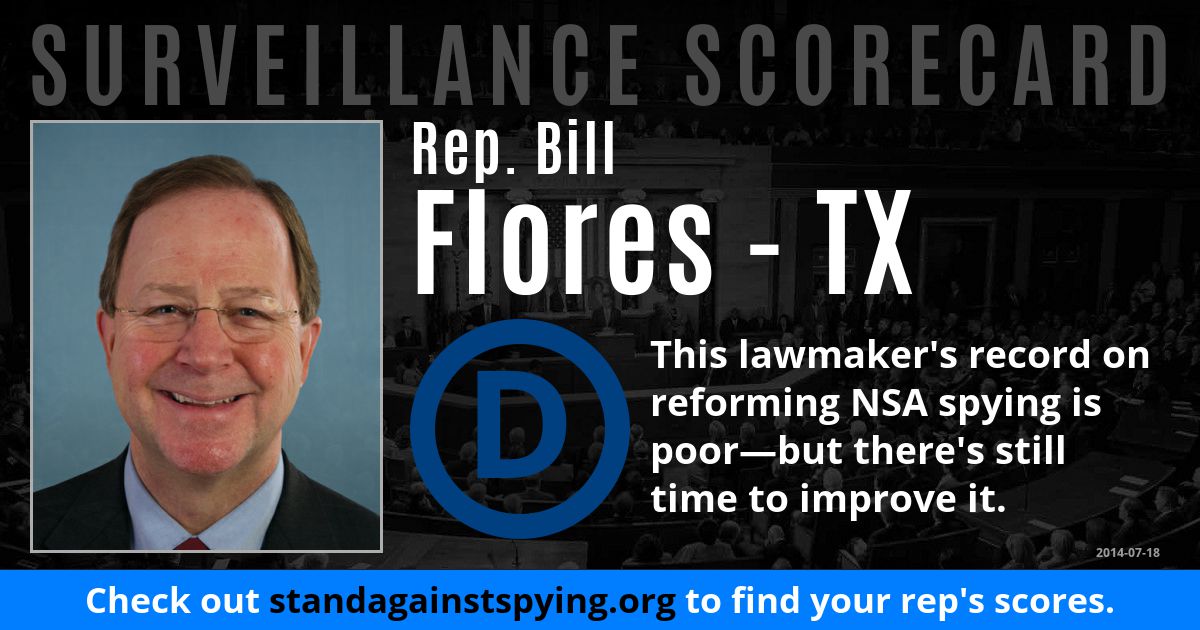 SURVEILLANCE SCORECARD
Rep. Bill
Flores - TX
D
This lawmaker's record on
reforming NSA spying is
poor—but there's still
time to improve it.
2014-07-18
Check out standagainstspying.org to find your rep's scores.